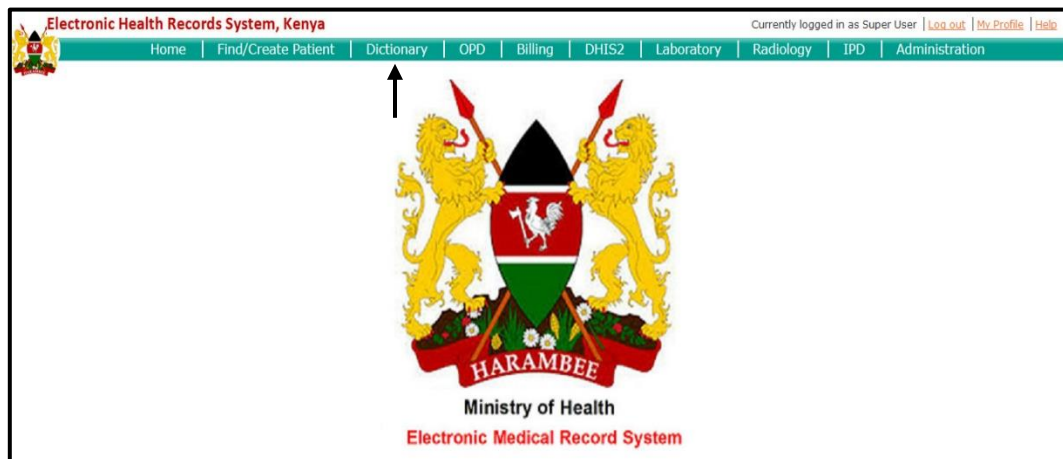 Electronic Health Records System, Kenya
Currently logged in as Super User | Log out | My Profile | Help
Home | Find/Create Patient | Dictionary | OPD | Billing | DHIS2 | Laboratory | Radiology | IPD | Administration
HARAMBEE
Ministry of Health
Electronic Medical Record System